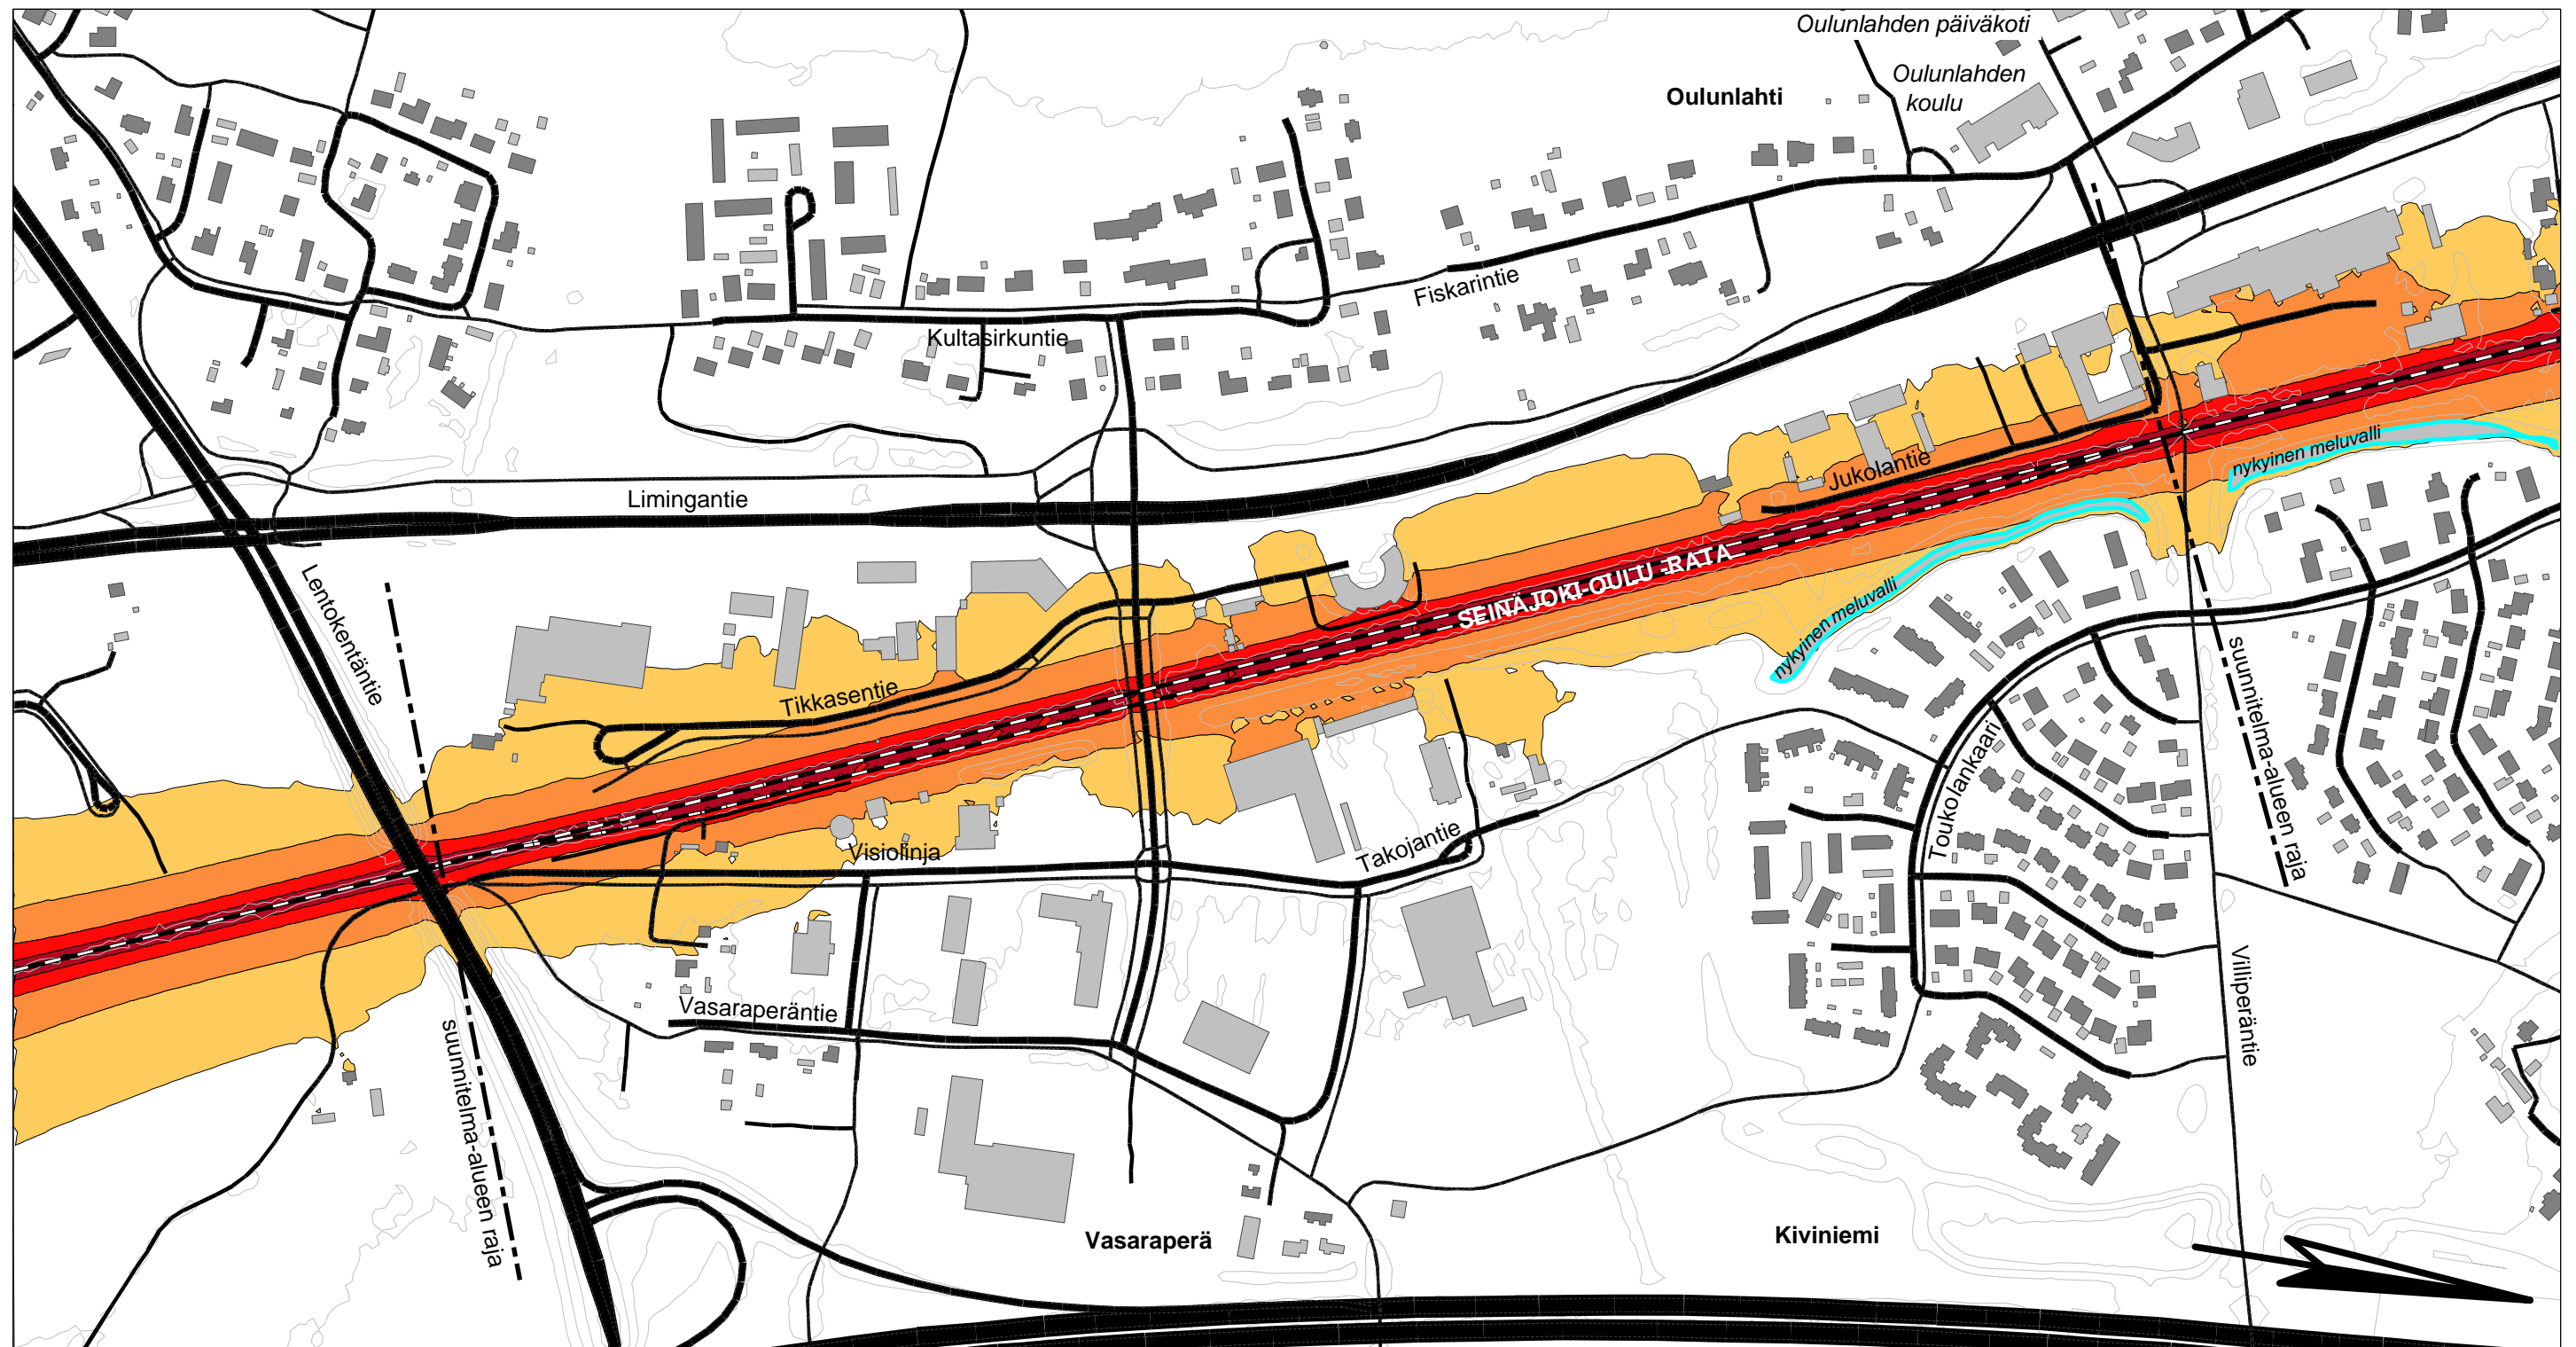 Oulunlahden päiväkoti
Oulunlahden
koulu
Oulunlahti
Fiskarintie
Kultasirkuntie
Limingantie
Jukolantie
nykyinen meluvalli
SEINÄJOKI-OULU -RATA
nykyinen meluvalli
Lentokentäntie
Tikkasentie
suunnitelma-alueen raja
Toukolankaari
Visiolinja
Takojantie
Vasaraperäntie
Villiperäntie
suunnitelma-alueen raja
Vasaraperä
Kiviniemi